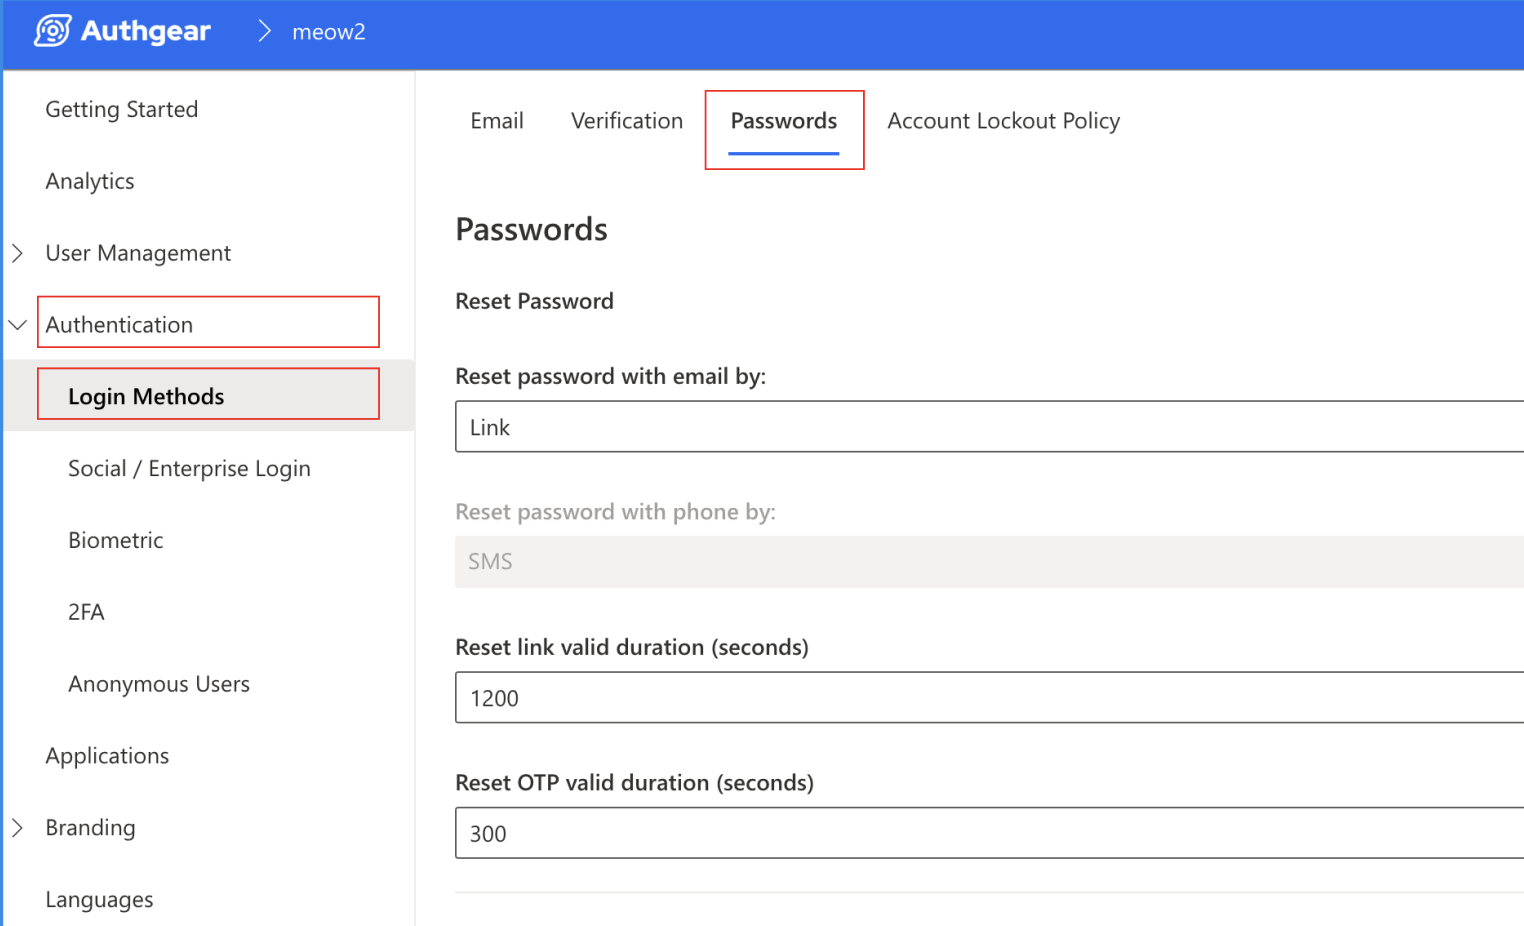 Authgear
meow2
Getting Started
Analytics
User Management
Authentication
Login Methods
Social / Enterprise Login
Biometric
2FA
Anonymous Users
Applications
Branding
Languages
Email Verification Passwords Account Lockout Policy
Passwords
Reset Password
Reset password with email by:
Link
Reset password with phone by:
SMS
Reset link valid duration (seconds)
1200
Reset OTP valid duration (seconds)
300